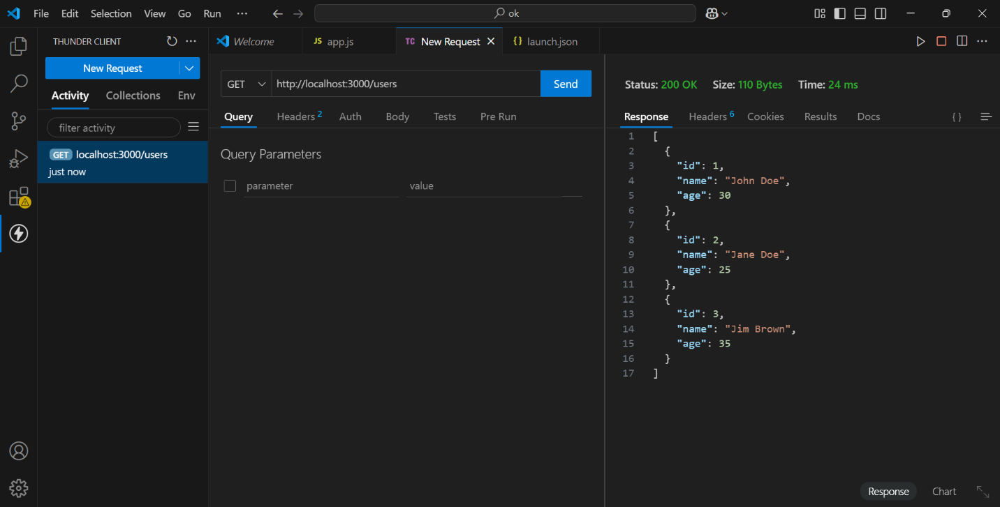 File Edit Selection View Go Run ··· ok
THUNDER CLIENT
Welcome
JS app.js
TC New Request
{} launch.json
New Request
Activity Collections Env
filter activity
GET localhost:3000/users
just now
GET http://localhost:3000/users Send
Query Headers 2 Auth Body Tests Pre Run
Query Parameters
parameter value
Status: 200 OK Size: 110 Bytes Time: 24 ms
Response Headers 6 Cookies Results Docs { }
1 [
2 {
3 "id": 1,
4 "name": "John Doe",
5 "age": 30
6 },
7 {
8 "id": 2,
9 "name": "Jane Doe",
10 "age": 25
11 },
12 {
13 "id": 3,
14 "name": "Jim Brown",
15 "age": 35
16 }
17 ]
Response Chart